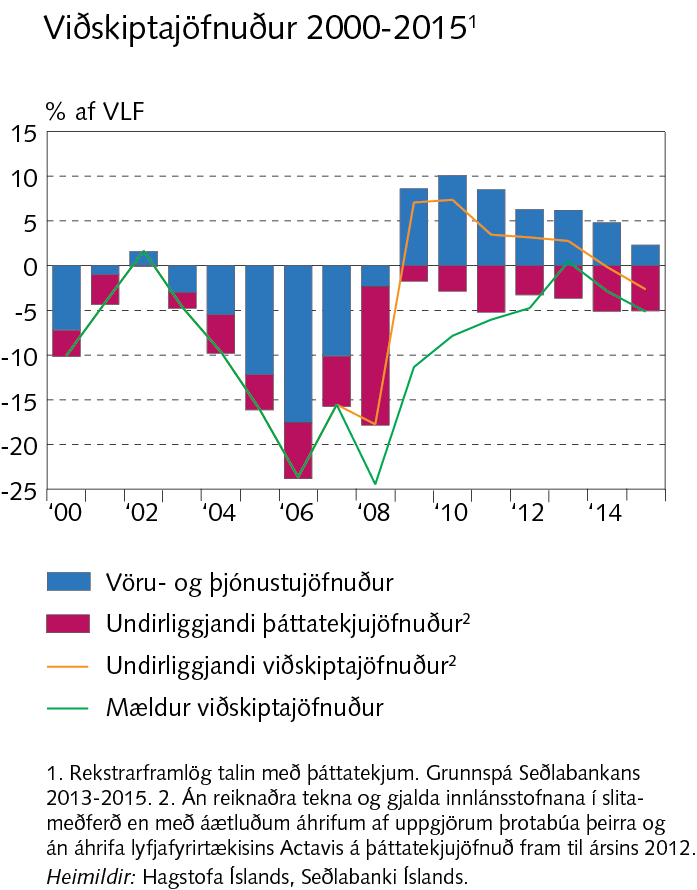 Viðskiptajöfnuður 2000-2015¹
% af VLF
15
10
5
0
-5
-10
-15
-20
-25
‘00 ‘02 ‘04 ‘06 ‘08 ‘10 ‘12 ‘14
Vöru- og þjónustujöfnuður
Undirliggjandi þáttatekjujöfnuður²
Undirliggjandi viðskiptajöfnuður²
Mældur viðskiptajöfnuður
1. Rekstrarframlög talin með þáttatekjum. Grunnspá Seðlabankans
2013-2015. 2. Án reiknaðra tekna og gjalda innlánsstofnana í slita-
meðferð en með áætluðum áhrifum af uppgjörum þrotabúa þeirra og
án áhrifa lyfjafyrirtækisins Actavis á þáttatekjujöfnuð fram til ársins 2012.
Heimildir: Hagstofa Íslands, Seðlabanki Íslands.